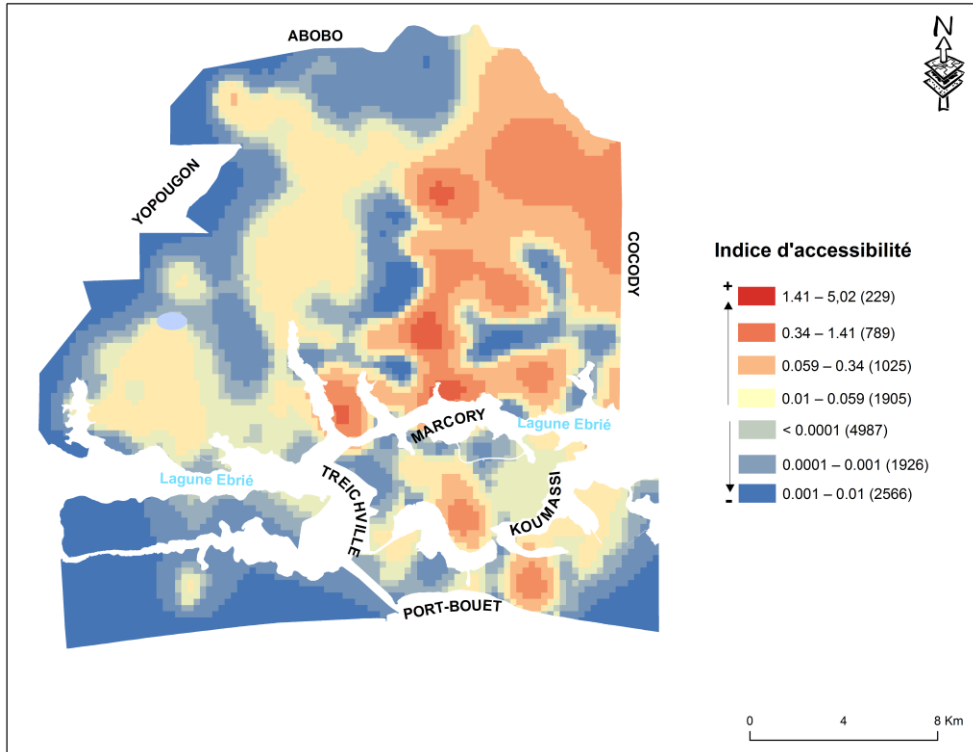 N
ABOBO
YOPOUGON
COCODY
Indice d'accessibilité
+
1.41 – 5,02 (229)
0.34 – 1.41 (789)
0.059 – 0.34 (1025)
0.01 – 0.059 (1905)
< 0.0001 (4987)
0.0001 – 0.001 (1926)
0.001 – 0.01 (2566)
-
MARCORY
Lagune Ebrié
Lagune Ebrié
TREICHVILLE
KOUMASSI
PORT-BOUET
0 4 8 Km